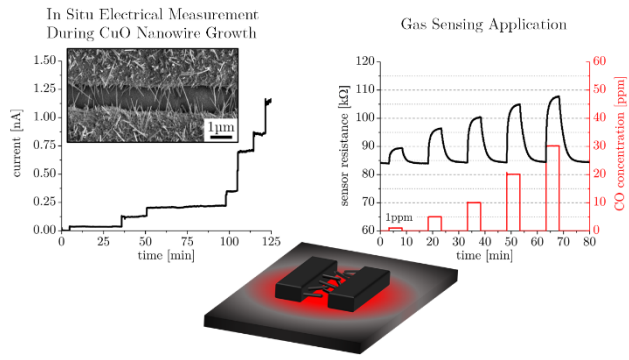 In Situ Electrical Measurement
During CuO Nanowire Growth
1.50
1.25
1.00
0.75
0.50
0.25
0.00
current [nA]
1μm
0 25 50 75 100 125
time [min]
Gas Sensing Application
120
110
100
90
80
70
60
sensor resistance [kΩ]
1ppm
0 10 20 30 40 50 60 70 80
time [min]
60
50
40
30
20
10
0
CO concentration [ppm]